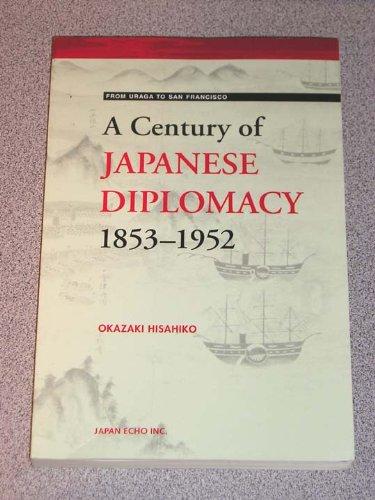 FROM URAGA TO SAN FRANCISCO
A Century of
JAPANESE
DIPLOMACY
1853–1952
OKAZAKI HISAHIKO
JAPAN ECHO INC.